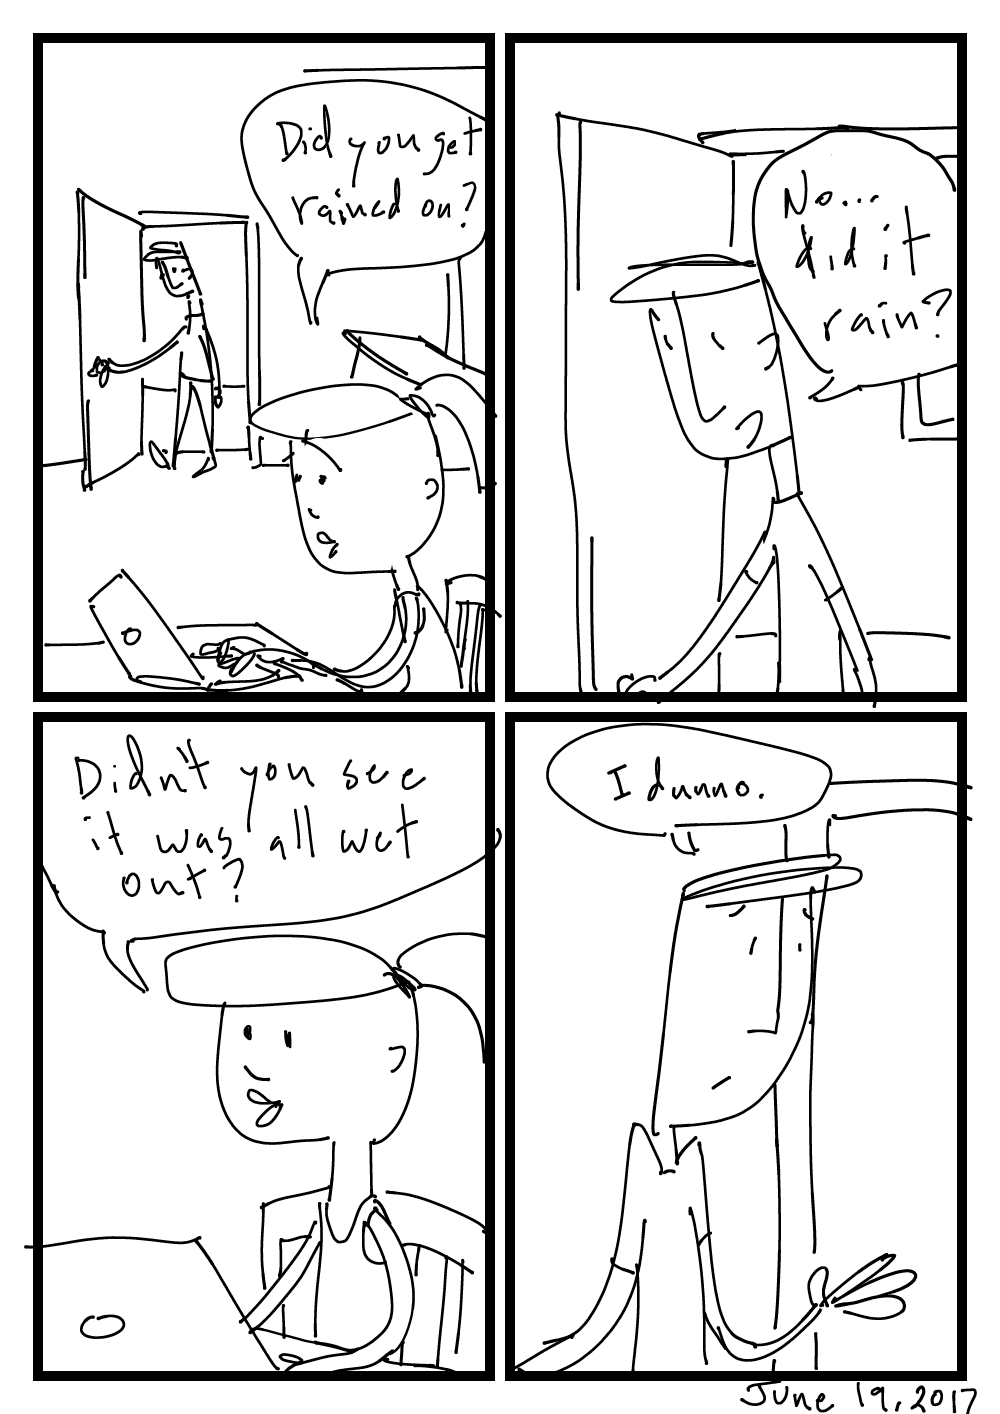 Did you get
rained on?
No...
did it
rain?
Didn't you see
it was all wet
out?
I dunno.
June 19, 2017